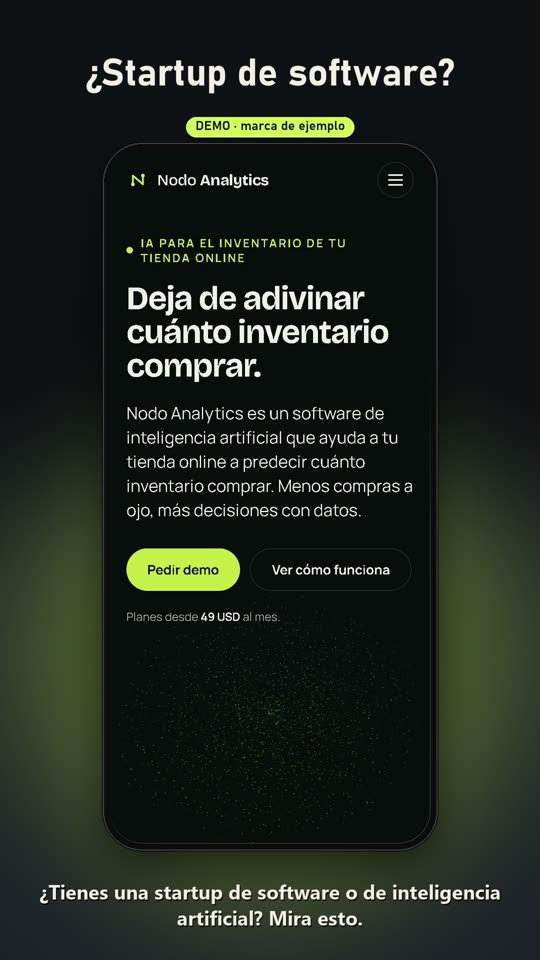 ¿Startup de software?
DEMO · marca de ejemplo
Nodo Analytics
IA PARA EL INVENTARIO DE TU
TIENDA ONLINE
Deja de adivinar
cuánto inventario
comprar.
Nodo Analytics es un software de
inteligencia artificial que ayuda a tu
tienda online a predecir cuánto
inventario comprar. Menos compras a
ojo, más decisiones con datos.
Pedir demo
Ver cómo funciona
Planes desde 49 USD al mes.
¿Tienes una startup de software o de inteligencia
artificial? Mira esto.